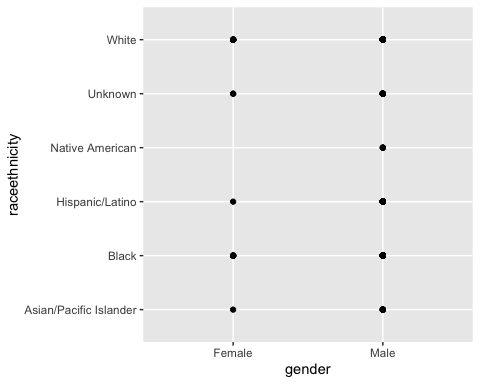 White
Unknown
Native American
Hispanic/Latino
Black
Asian/Pacific Islander
raceethnicity
Female Male
gender